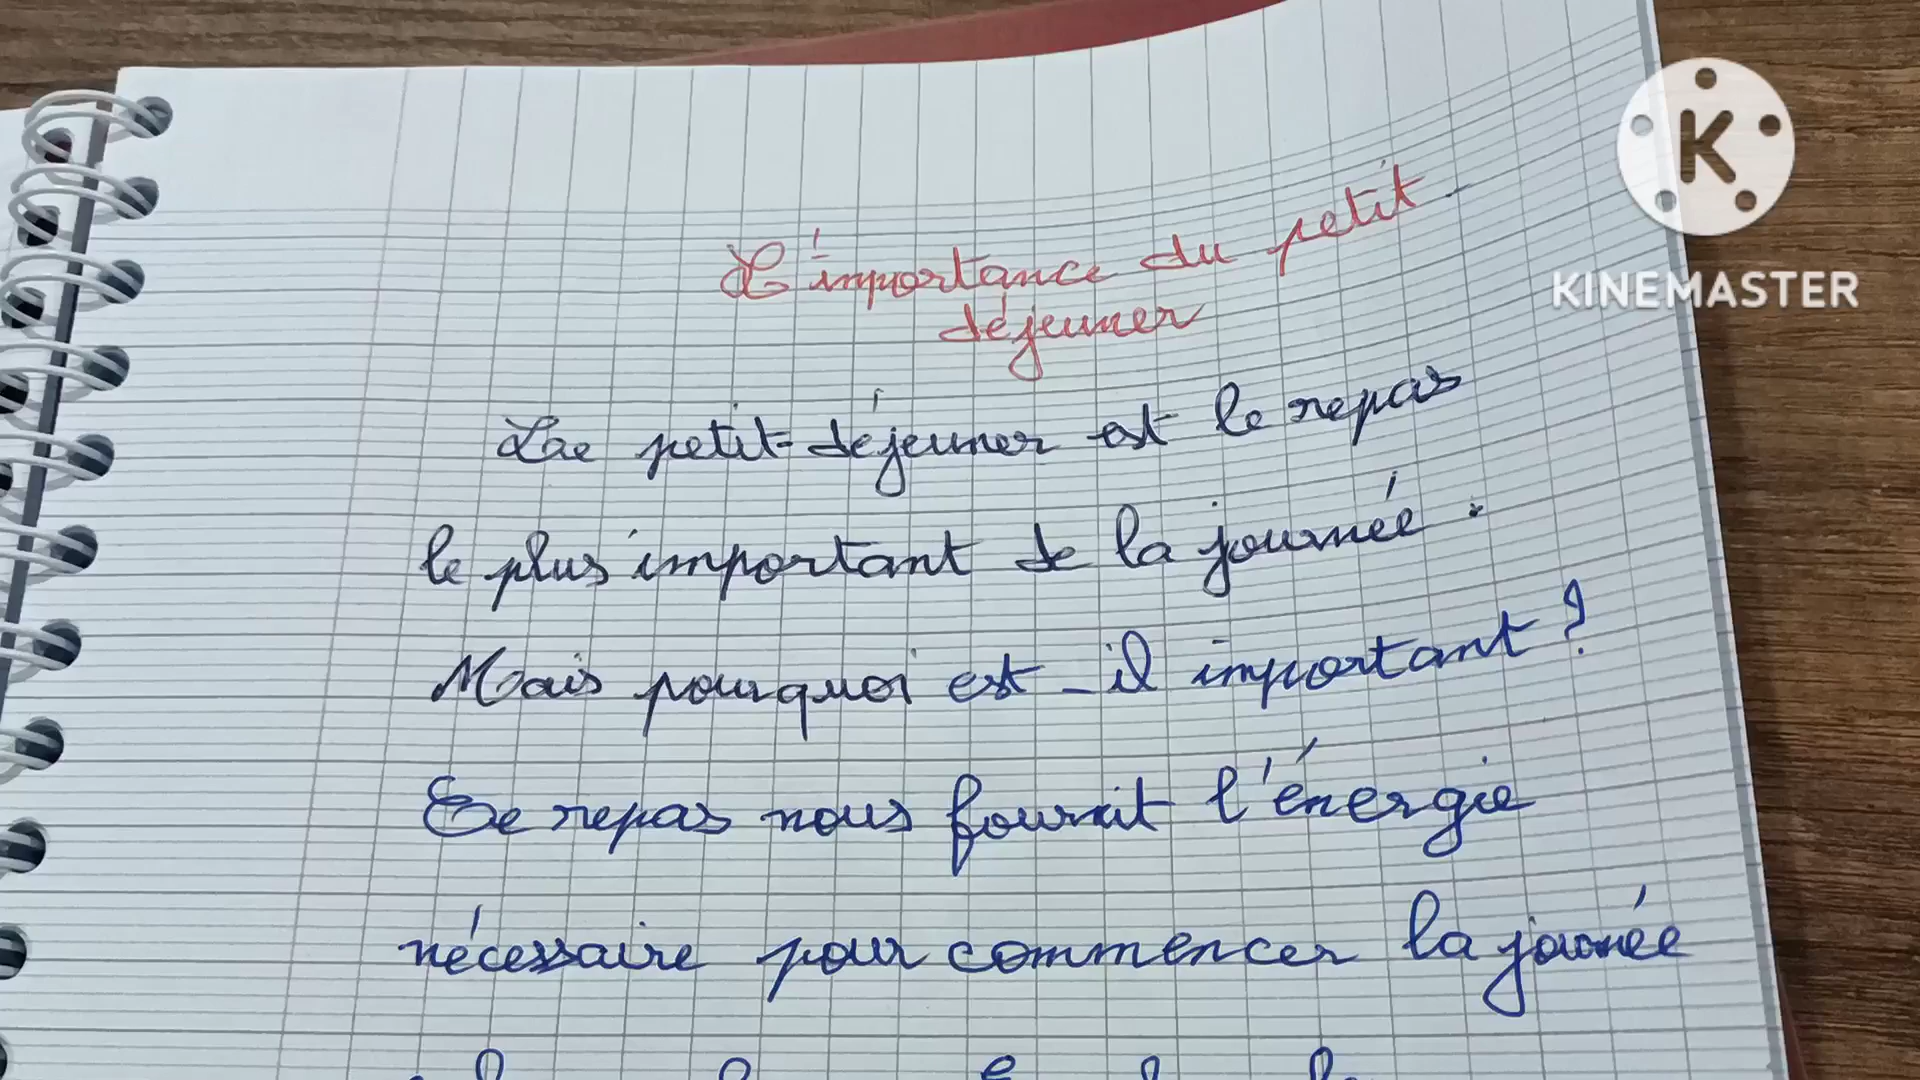 L'importance du petit-
déjeuner
Le petit-déjeuner est le repas
le plus important de la journée.
Mais pourquoi est-il important ?
Ce repas nous fournit l'énergie
nécessaire pour commencer la journée
K
KINEMASTER